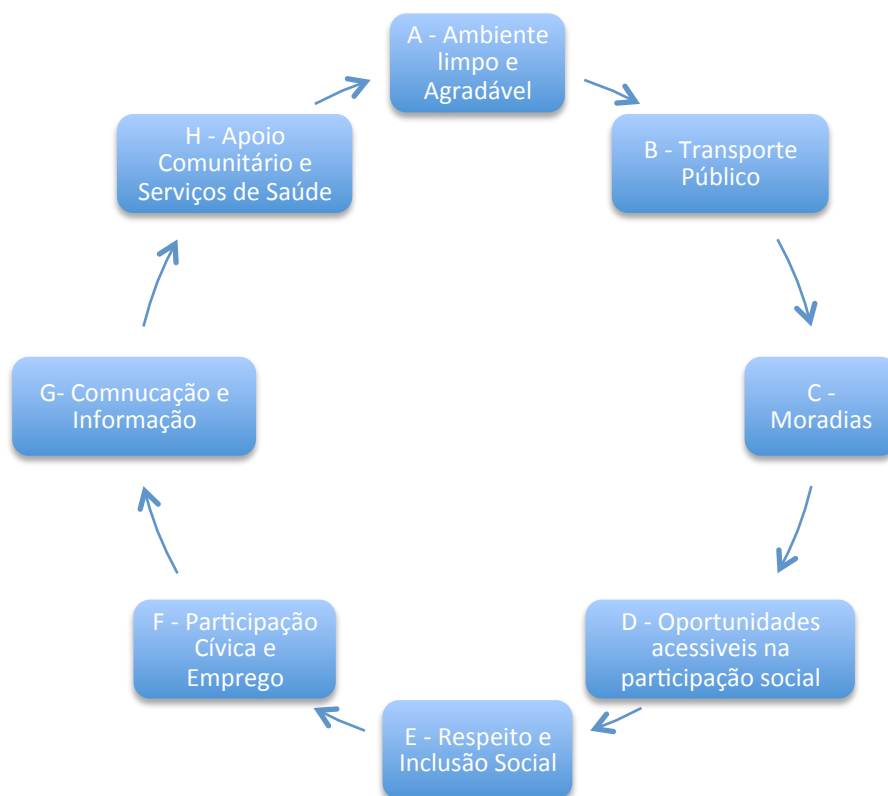 A - Ambiente
limpo e
Agradável
B - Transporte
Público
C -
Moradias
D - Oportunidades
acessiveis na
participação social
E - Respeito e
Inclusão Social
F - Participação
Cívica e
Emprego
G- Comnucação e
Informação
H - Apoio
Comunitário e
Serviços de Saúde